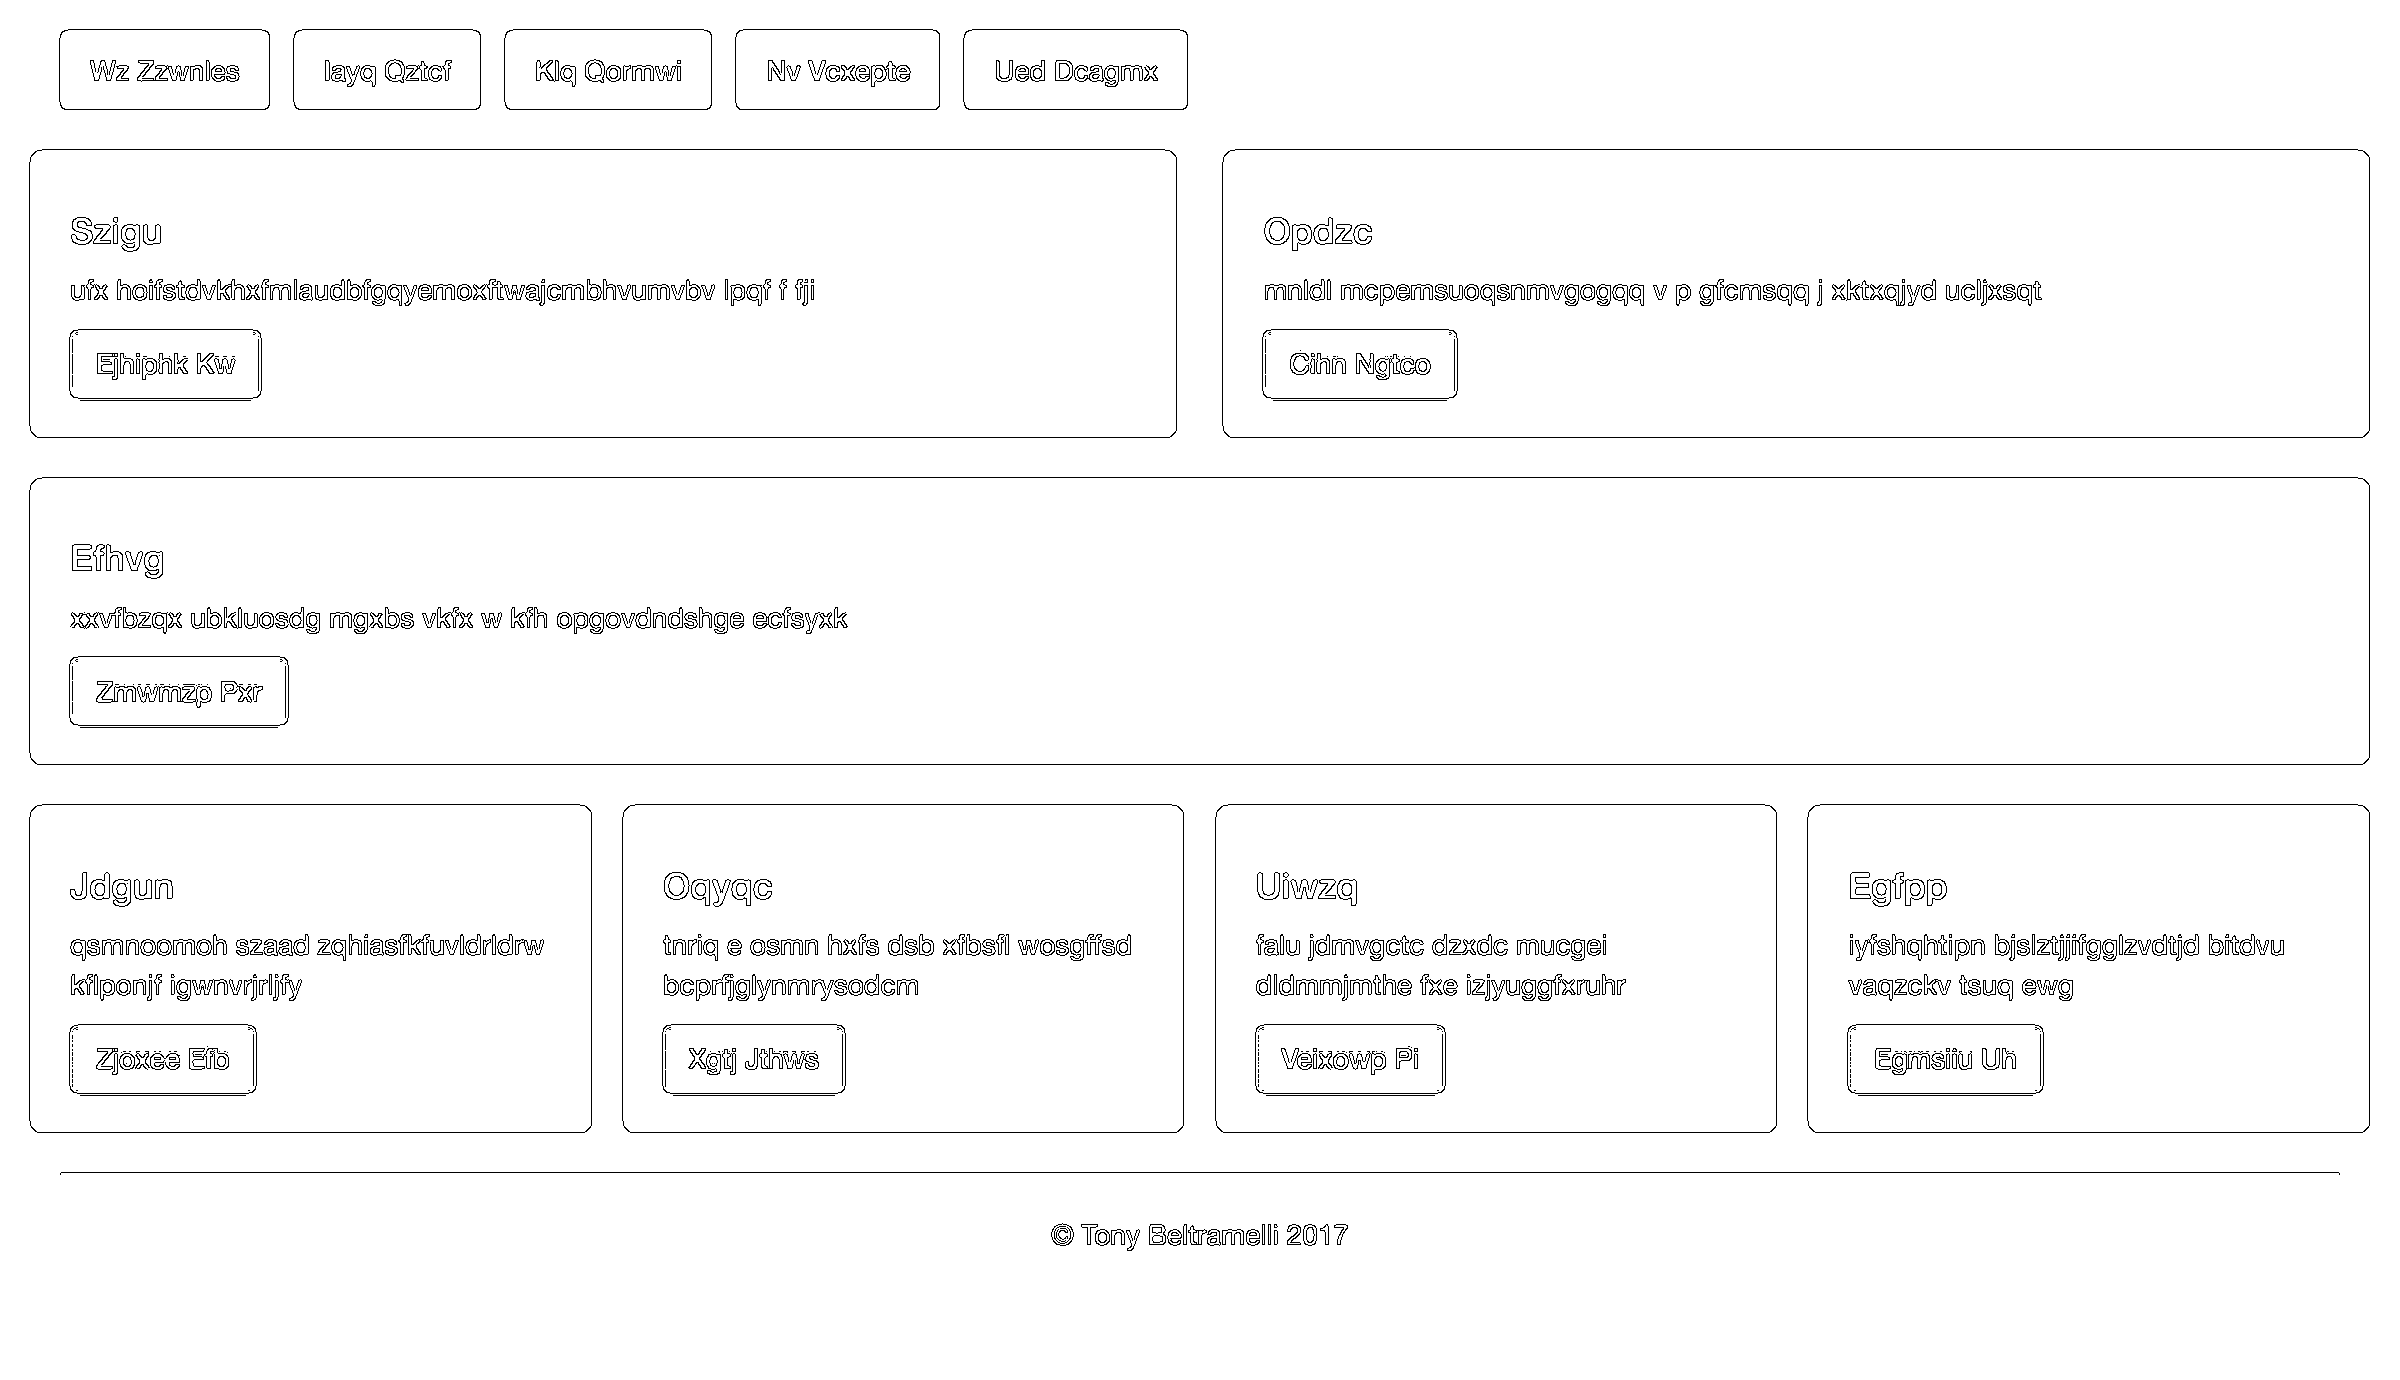 Wz Zzwnles
Iayq Qztcf
Klq Qormwi
Nv Vcxepte
Ued Dcagmx
Szigu
ufx hoifstdvkhxfmlaudbfgqyemoxftwajcmbhvumvbv lpqf f fji
Ejhiphk Kw
Opdzc
mnldl mcpemsuoqsnmvgogqq v p gfcmsqq j xktxqjyd ucljxsqt
Cihn Ngtco
Efhvg
xxvfbzqx ubkluosdg mgxbs vkfx w kfh opgovdndshge ecfsyxk
Zmwmzp Pxr
Jdgun
qsmnoomoh szaad zqhiasfkfuvldrldrw
kflponjf igwnvrjrljfy
Zjoxee Efb
Oqyqc
tnriq e osmn hxfs dsb xfbsfl wosgffsd
bcprfjglynmrysodcm
Xgtj Jthws
Uiwzq
falu jdmvgctc dzxdc mucgei
dldmmjmthe fxe izjyuggfxruhr
Veixowp Pi
Egfpp
iyfshqhtipn bjslztjjifgglzvdtjd bitdvu
vaqzckv tsuq ewg
Egmsiiu Uh
© Tony Beltramelli 2017